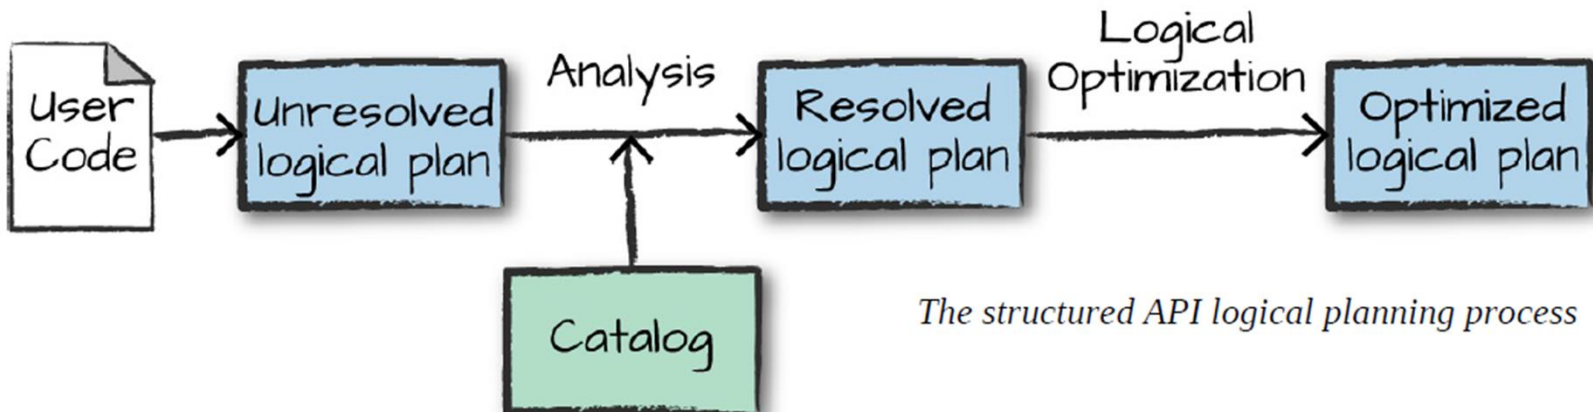 User
Code
Unresolved
logical plan
Analysis
Resolved
logical plan
Logical
Optimization
Optimized
logical plan
Catalog
The structured API logical planning process